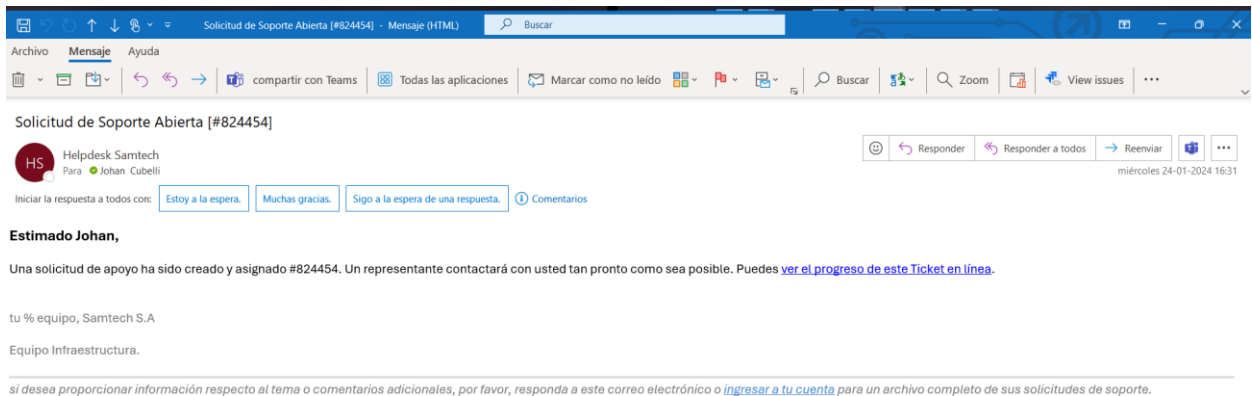 Solicitud de Soporte Abierta [#824454] - Mensaje (HTML)
Buscar
Archivo Mensaje Ayuda
compartir con Teams Todas las aplicaciones Marcar como no leído Buscar Zoom View issues
Solicitud de Soporte Abierta [#824454]
HS
Helpdesk Samtech
Para Johan Cubelli
Responder Responder a todos Reenviar
miércoles 24-01-2024 16:31
Iniciar la respuesta a todos con: Estoy a la espera. Muchas gracias. Sigo a la espera de una respuesta. Comentarios
Estimado Johan,
Una solicitud de apoyo ha sido creado y asignado #824454. Un representante contactará con usted tan pronto como sea posible. Puedes ver el progreso de este Ticket en línea.
tu % equipo, Samtech S.A
Equipo Infraestructura.
si desea proporcionar información respecto al tema o comentarios adicionales, por favor, responda a este correo electrónico o ingresar a tu cuenta para un archivo completo de sus solicitudes de soporte.